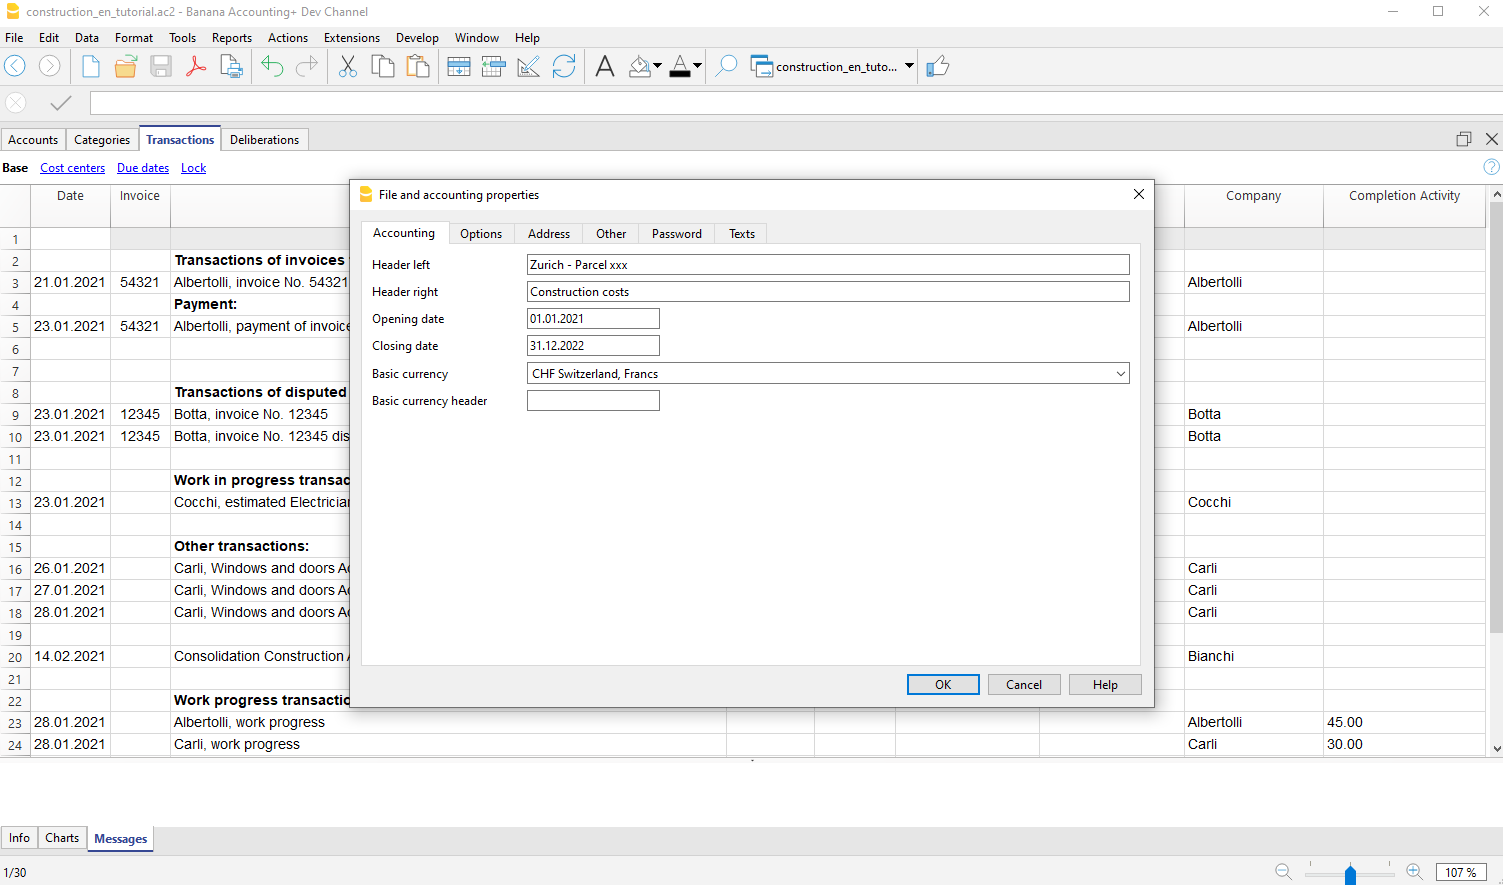 construction_en_tutorial.ac2 - Banana Accounting+ Dev Channel
File Edit Data Format Tools Reports Actions Extensions Develop Window Help
construction_en_tuto...
Accounts Categories Transactions Deliberations
Base Cost centers Due dates Lock
Date Invoice Company Completion Activity
File and accounting properties
Accounting Options Address Other Password Texts
Header left Zurich - Parcel xxx
Header right Construction costs
Opening date 01.01.2021
Closing date 31.12.2022
Basic currency CHF Switzerland, Francs
Basic currency header
OK Cancel Help
1
2 Transactions of invoices
3 21.01.2021 54321 Albertolli, invoice No. 54321 Albertolli
4 Payment:
5 23.01.2021 54321 Albertolli, payment of invoice Albertolli
6
7
8 Transactions of disputed
9 23.01.2021 12345 Botta, invoice No. 12345 Botta
10 23.01.2021 12345 Botta, invoice No. 12345 dis Botta
11
12 Work in progress transac
13 23.01.2021 Cocchi, estimated Electrician Cocchi
14
15 Other transactions:
16 26.01.2021 Carli, Windows and doors Ac Carli
17 27.01.2021 Carli, Windows and doors Ac Carli
18 28.01.2021 Carli, Windows and doors Ac Carli
19
20 14.02.2021 Consolidation Construction A Bianchi
21
22 Work progress transactio
23 28.01.2021 Albertolli, work progress Albertolli 45.00
24 28.01.2021 Carli, work progress Carli 30.00
Info Charts Messages
1/30 107 %